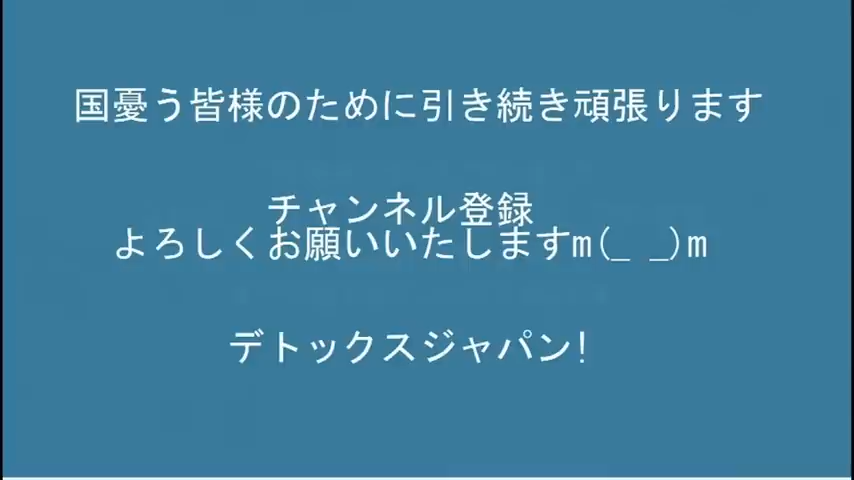 国憂う皆様のために引き続き頑張ります
チャンネル登録
よろしくお願いいたしますm(_ _)m
デトックスジャパン!